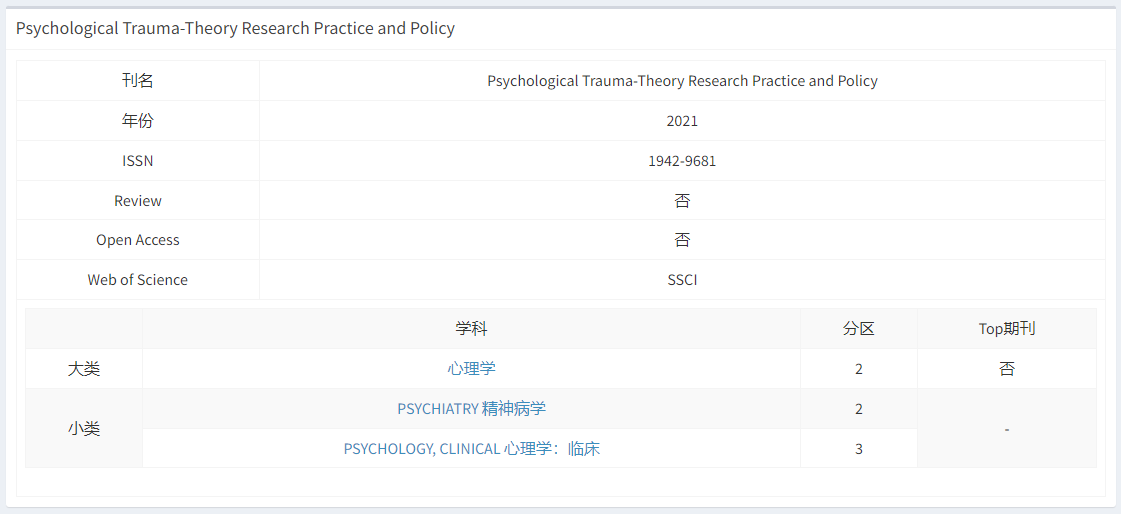 Psychological Trauma-Theory Research Practice and Policy
刊名 Psychological Trauma-Theory Research Practice and Policy
年份 2021
ISSN 1942-9681
Review 否
Open Access 否
Web of Science SSCI
学科 分区 Top期刊
大类 心理学 2 否
小类 PSYCHIATRY 精神病学 2 -
PSYCHOLOGY, CLINICAL 心理学：临床 3